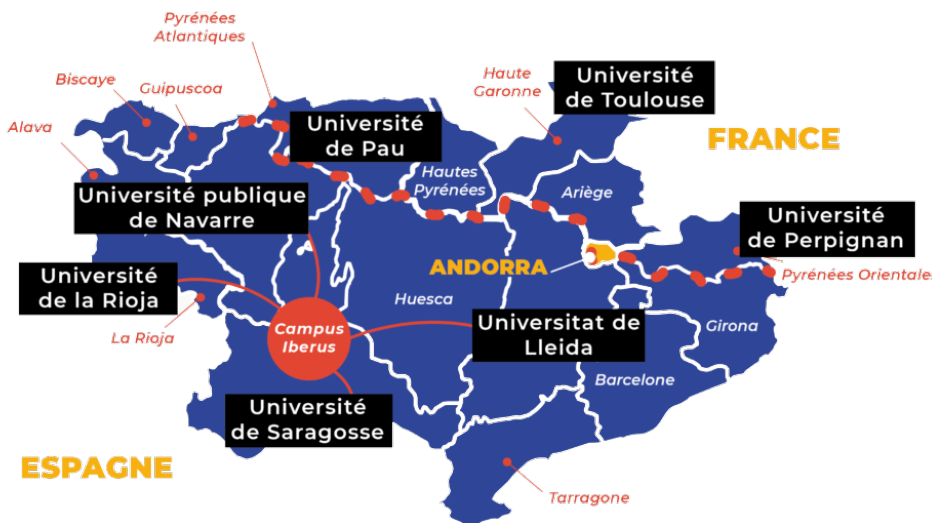 Pyrénées
Atlantiques
Biscaye
Guipuscoa
Haute
Garonne
Université
de Toulouse
Alava
Université
de Pau
FRANCE
Hautes
Pyrénées
Ariège
Université publique
de Navarre
Université
de Perpignan
ANDORRA
Pyrénées Orientales
Université
de la Rioja
Huesca
La Rioja
Campus
Iberus
Universitat de
Lleida
Girona
Barcelone
Université
de Saragosse
ESPAGNE
Tarragone